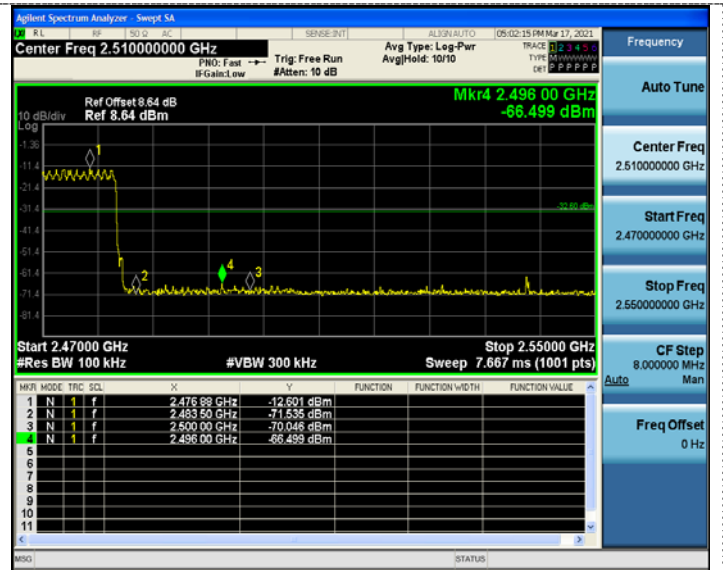 Agilent Spectrum Analyzer - Swept SA
RL RF 50 Ω AC SENSE:INT ALIGN AUTO 05:02:15 PM Mar 17, 2021
Center Freq 2.510000000 GHz
PNO: Fast
IFGain:Low
Trig: Free Run
#Atten: 10 dB
Avg Type: Log-Pwr
Avg|Hold: 10/10
TRACE 1 2 3 4 5 6
TYPE M
DET P P P P P P
Frequency
Auto Tune
Center Freq
2.510000000 GHz
Start Freq
2.470000000 GHz
Stop Freq
2.550000000 GHz
CF Step
8.000000 MHz
Auto Man
Freq Offset
0 Hz
Mkr4 2.496 00 GHz
-66.499 dBm
Ref Offset 8.64 dB
10 dB/div Ref 8.64 dBm
Log
-1.36
-11.4
-21.4
-31.4
-41.4
-51.4
-61.4
-71.4
-81.4
1
2
4
3
-32.60 dBm
Start 2.47000 GHz Stop 2.55000 GHz
#Res BW 100 kHz #VBW 300 kHz Sweep 7.667 ms (1001 pts)
MKR MODE TRC SCL X Y FUNCTION FUNCTION WIDTH FUNCTION VALUE
1 N 1 f 2.476 88 GHz -12.601 dBm
2 N 1 f 2.483 50 GHz -71.535 dBm
3 N 1 f 2.500 00 GHz -70.046 dBm
4 N 1 f 2.496 00 GHz -66.499 dBm
5
6
7
8
9
10
11
MSG STATUS